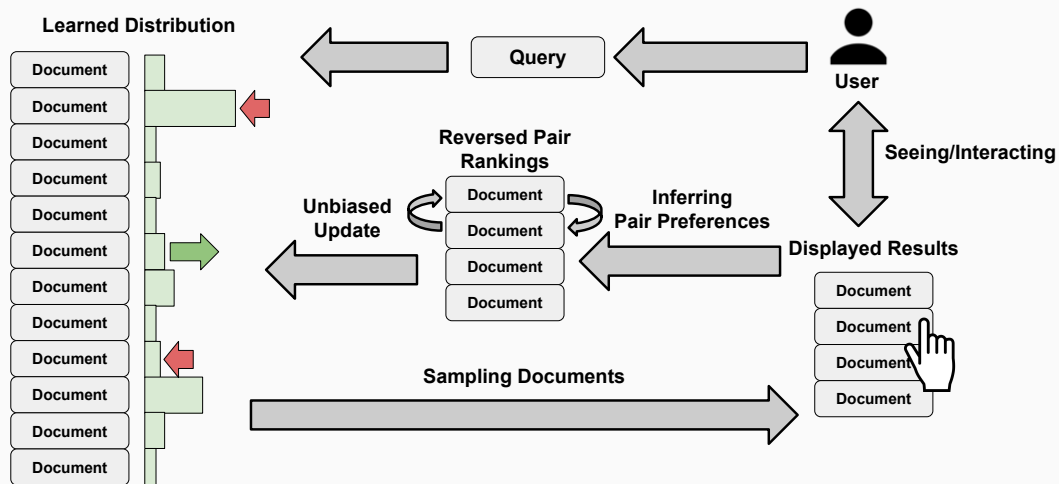 Learned Distribution
Document
Document
Document
Document
Document
Document
Document
Document
Document
Document
Document
Document
Query
User
Seeing/Interacting
Reversed Pair
Rankings
Document
Document
Document
Document
Unbiased
Update
Inferring
Pair Preferences
Displayed Results
Document
Document
Document
Document
Sampling Documents